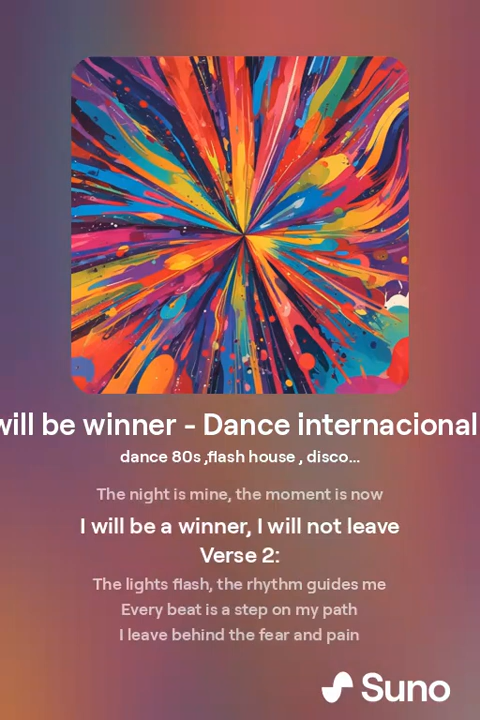 will be winner - Dance internacional
dance 80s ,flash house , disco...
The night is mine, the moment is now
I will be a winner, I will not leave
Verse 2:
The lights flash, the rhythm guides me
Every beat is a step on my path
I leave behind the fear and pain
Suno